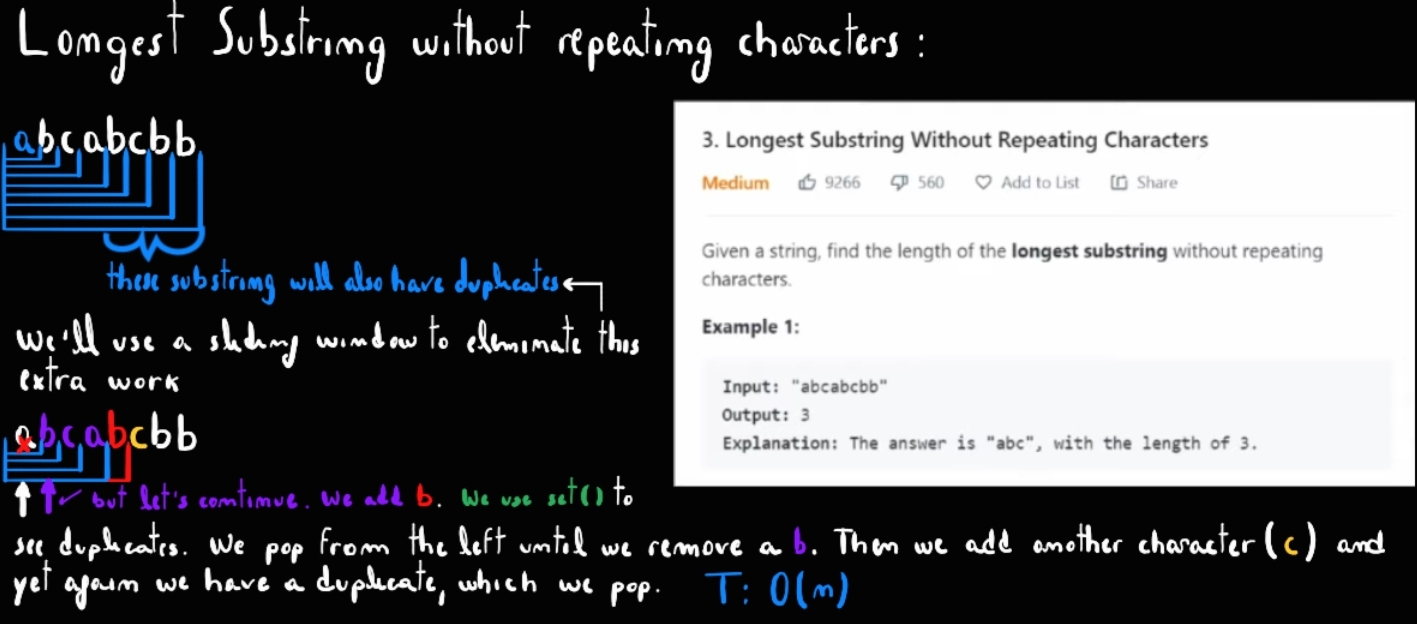 Longest Substring without repeating characters:
abcabcbb
these substring will also have duplicates
We'll use a sliding window to eleminate this
extra work
abcabcbb
but let's continue. We add b. We use set() to
see duplicates. We pop from the left until we remove a b. Then we add another character (c) and
yet again we have a duplicate, which we pop. T: O(n)
3. Longest Substring Without Repeating Characters
Medium 9266 560 Add to List Share
Given a string, find the length of the longest substring without repeating
characters.
Example 1:
Input: "abcabcbb"
Output: 3
Explanation: The answer is "abc", with the length of 3.